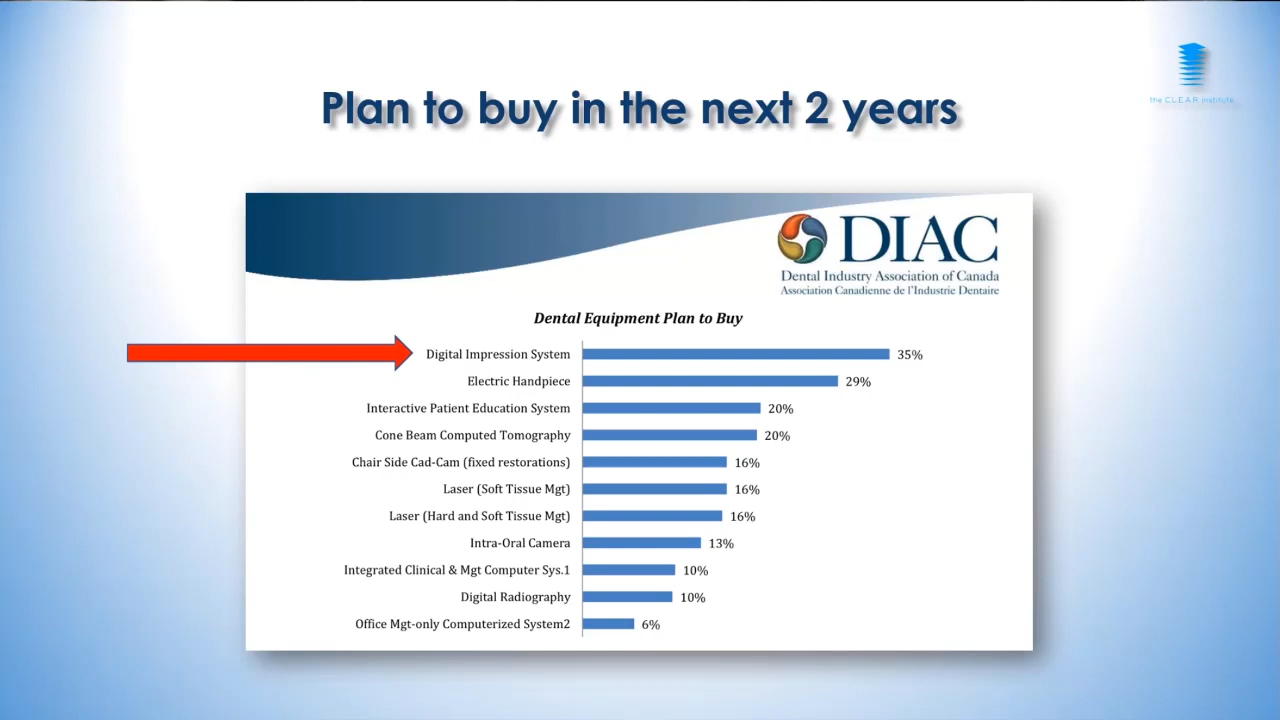 the C.L.E.A.R institute
Plan to buy in the next 2 years
DIAC
Dental Industry Association of Canada
Association Canadienne de l'Industrie Dentaire
Dental Equipment Plan to Buy
Digital Impression System 35%
Electric Handpiece 29%
Interactive Patient Education System 20%
Cone Beam Computed Tomography 20%
Chair Side Cad-Cam (fixed restorations) 16%
Laser (Soft Tissue Mgt) 16%
Laser (Hard and Soft Tissue Mgt) 16%
Intra-Oral Camera 13%
Integrated Clinical & Mgt Computer Sys.1 10%
Digital Radiography 10%
Office Mgt-only Computerized System2 6%